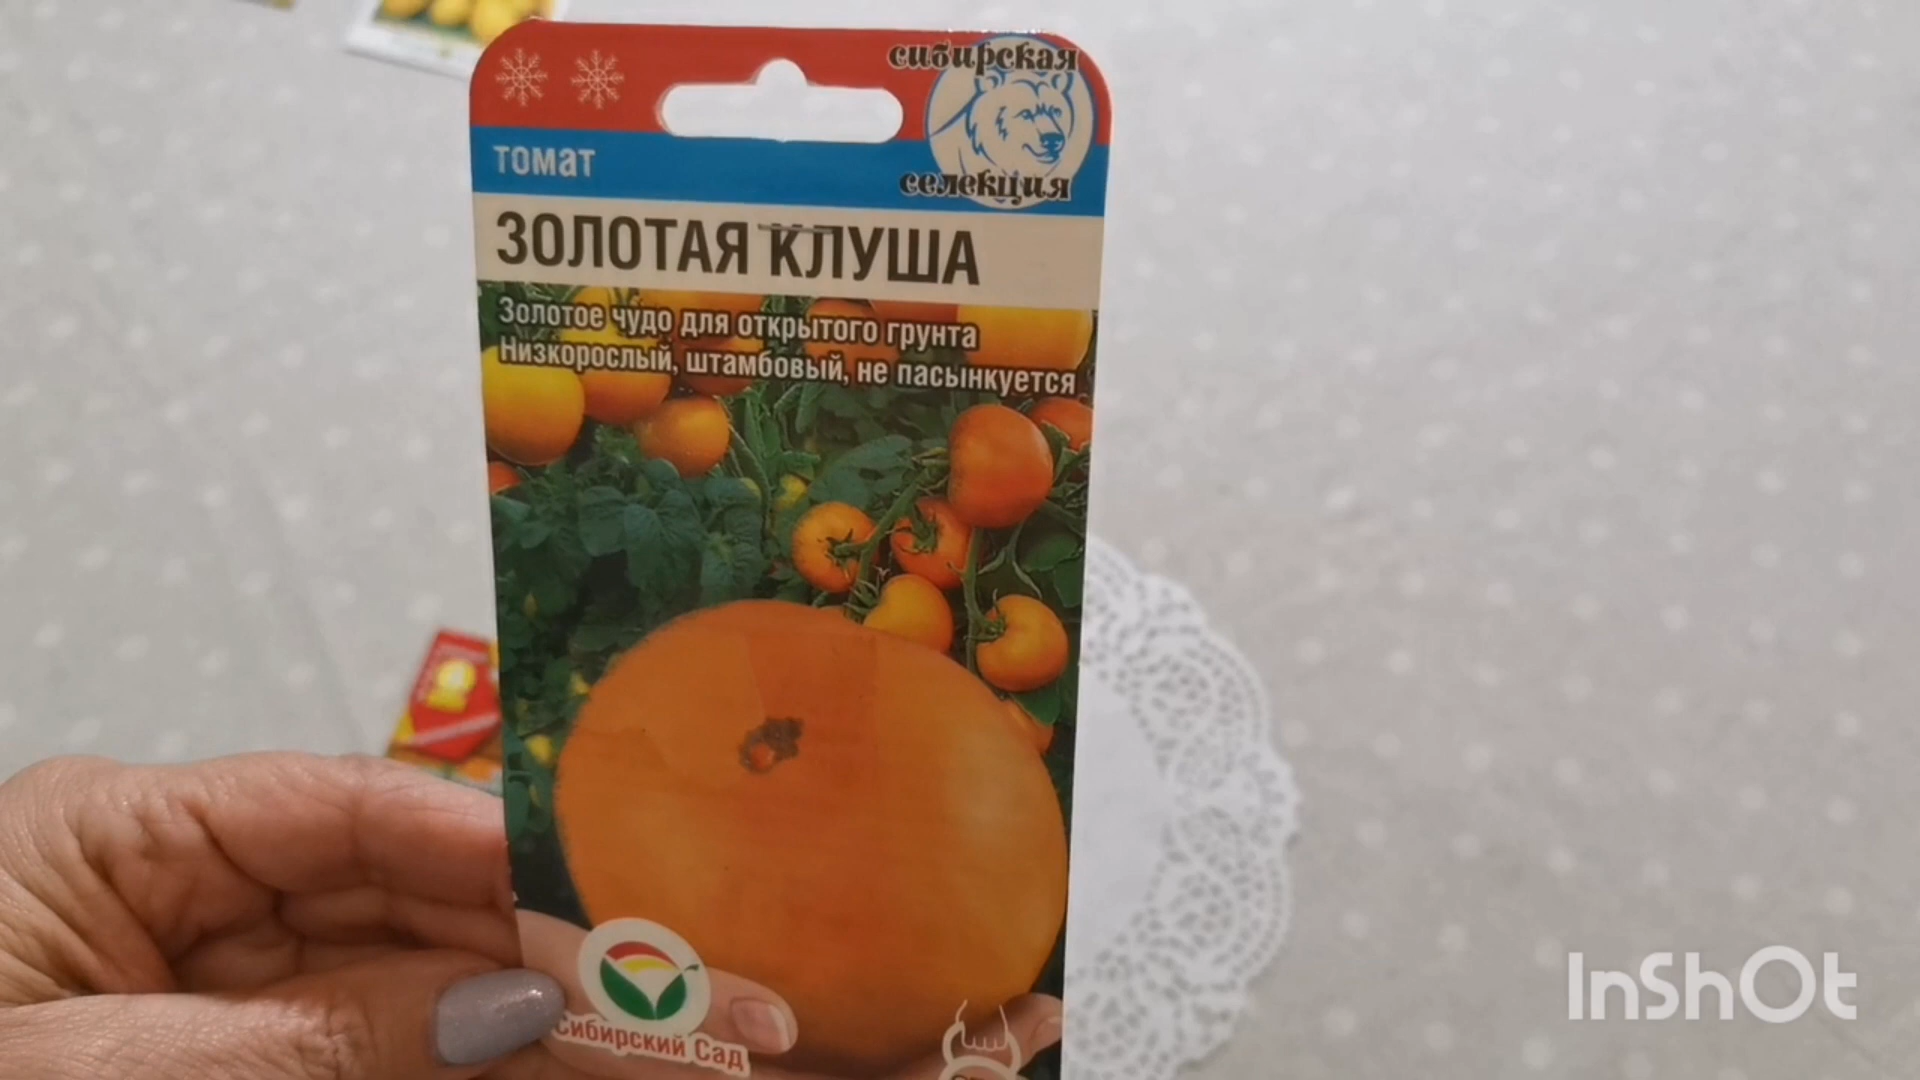 сибирская
селекция
томат
ЗОЛОТАЯ КЛУША
Золотое чудо для открытого грунта
Низкорослый, штамбовый, не пасынкуется
Сибирский Сад
InShOt